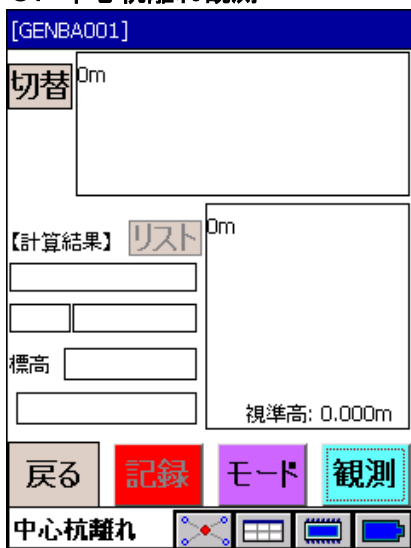 [GENBA001]
切替
0m
【計算結果】
リスト
0m
標高
視準高: 0.000m
戻る
記録
モード
観測
中心杭離れ